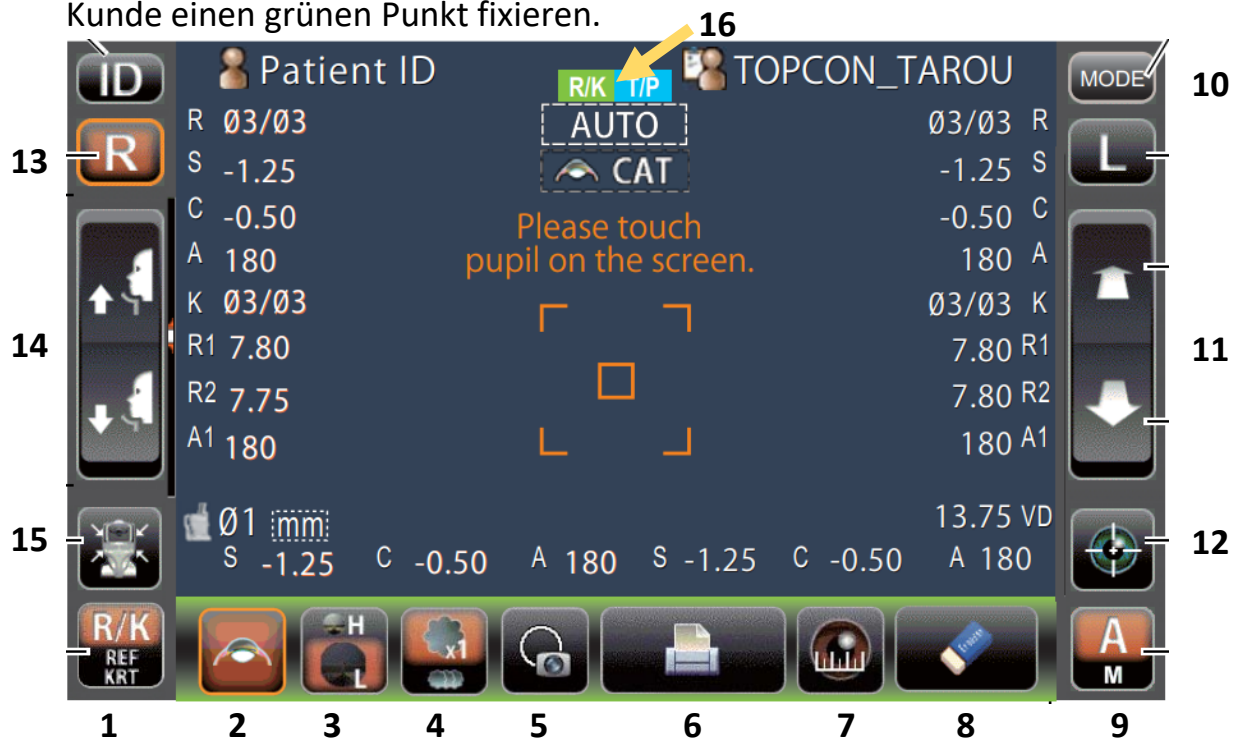 Kunde einen grünen Punkt fixieren.
16
ID Patient ID R/K T/P TOPCON_TAROU MODE 10
R Ø3/Ø3 AUTO Ø3/Ø3 R
13 R S -1.25 CAT -1.25 S L
C -0.50 Please touch -0.50 C
A 180 pupil on the screen. 180 A
K Ø3/Ø3 Ø3/Ø3 K
14 R1 7.80 7.80 R1 11
R2 7.75 7.80 R2
A1 180 180 A1
15 Ø1 mm 13.75 VD 12
S -1.25 C -0.50 A 180 S -1.25 C -0.50 A 180
R/K H A
REF x1
KRT L M
1 2 3 4 5 6 7 8 9